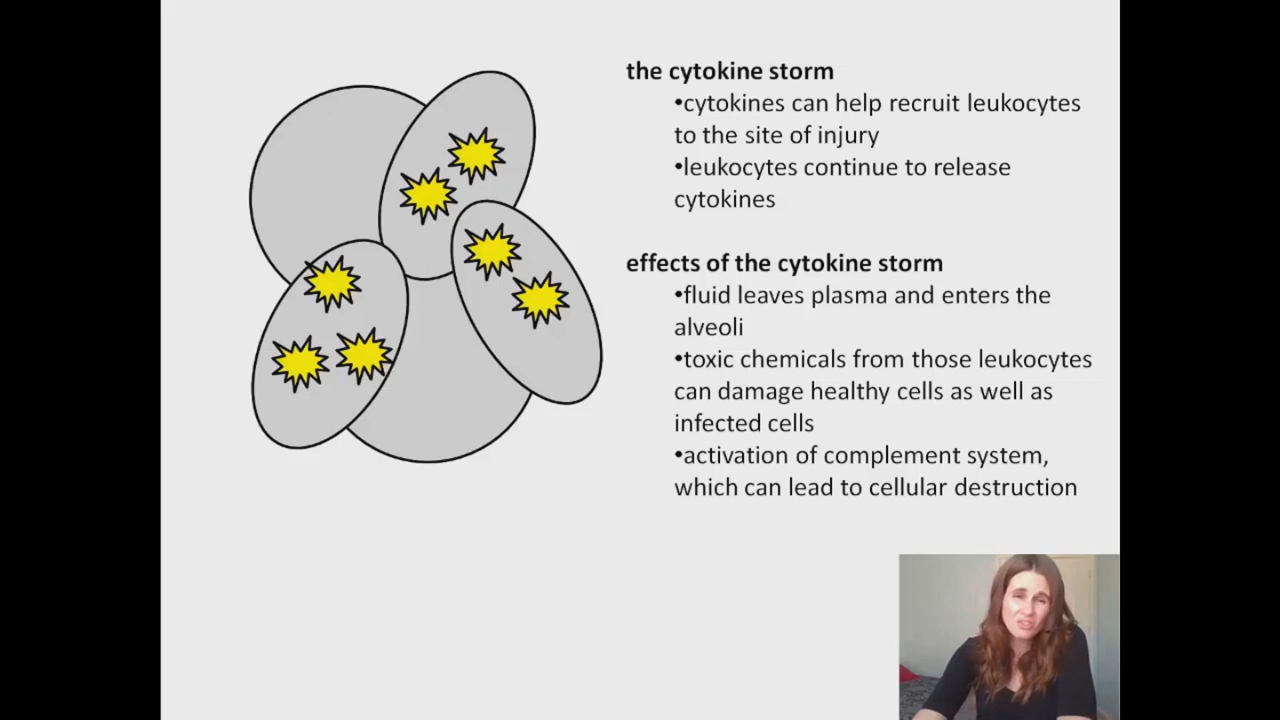 the cytokine storm
•cytokines can help recruit leukocytes
to the site of injury
•leukocytes continue to release
cytokines
effects of the cytokine storm
•fluid leaves plasma and enters the
alveoli
•toxic chemicals from those leukocytes
can damage healthy cells as well as
infected cells
•activation of complement system,
which can lead to cellular destruction